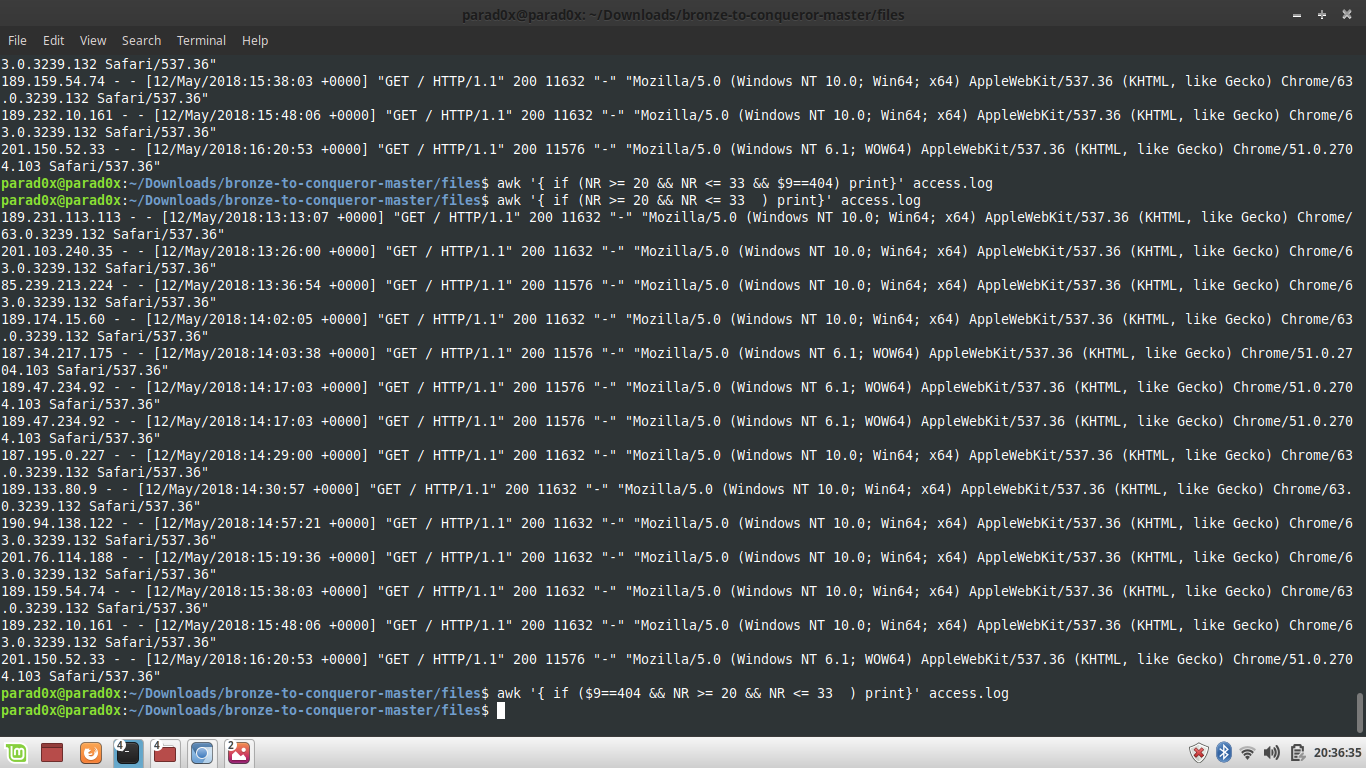 parad0x@parad0x: ~/Downloads/bronze-to-conqueror-master/files
File Edit View Search Terminal Help
3.0.3239.132 Safari/537.36"
189.159.54.74 - - [12/May/2018:15:38:03 +0000] "GET / HTTP/1.1" 200 11632 "-" "Mozilla/5.0 (Windows NT 10.0; Win64; x64) AppleWebKit/537.36 (KHTML, like Gecko) Chrome/63
.0.3239.132 Safari/537.36"
189.232.10.161 - - [12/May/2018:15:48:06 +0000] "GET / HTTP/1.1" 200 11632 "-" "Mozilla/5.0 (Windows NT 10.0; Win64; x64) AppleWebKit/537.36 (KHTML, like Gecko) Chrome/6
3.0.3239.132 Safari/537.36"
201.150.52.33 - - [12/May/2018:16:20:53 +0000] "GET / HTTP/1.1" 200 11576 "-" "Mozilla/5.0 (Windows NT 6.1; WOW64) AppleWebKit/537.36 (KHTML, like Gecko) Chrome/51.0.270
4.103 Safari/537.36"
parad0x@parad0x:~/Downloads/bronze-to-conqueror-master/files$ awk '{ if (NR >= 20 && NR <= 33 && $9==404) print}' access.log
parad0x@parad0x:~/Downloads/bronze-to-conqueror-master/files$ awk '{ if (NR >= 20 && NR <= 33  ) print}' access.log
189.231.113.113 - - [12/May/2018:13:13:07 +0000] "GET / HTTP/1.1" 200 11632 "-" "Mozilla/5.0 (Windows NT 10.0; Win64; x64) AppleWebKit/537.36 (KHTML, like Gecko) Chrome/
63.0.3239.132 Safari/537.36"
201.103.240.35 - - [12/May/2018:13:26:00 +0000] "GET / HTTP/1.1" 200 11632 "-" "Mozilla/5.0 (Windows NT 10.0; Win64; x64) AppleWebKit/537.36 (KHTML, like Gecko) Chrome/6
3.0.3239.132 Safari/537.36"
85.239.213.224 - - [12/May/2018:13:36:54 +0000] "GET / HTTP/1.1" 200 11576 "-" "Mozilla/5.0 (Windows NT 10.0; Win64; x64) AppleWebKit/537.36 (KHTML, like Gecko) Chrome/6
3.0.3239.132 Safari/537.36"
189.174.15.60 - - [12/May/2018:14:02:05 +0000] "GET / HTTP/1.1" 200 11632 "-" "Mozilla/5.0 (Windows NT 10.0; Win64; x64) AppleWebKit/537.36 (KHTML, like Gecko) Chrome/63
.0.3239.132 Safari/537.36"
187.34.217.175 - - [12/May/2018:14:03:38 +0000] "GET / HTTP/1.1" 200 11576 "-" "Mozilla/5.0 (Windows NT 6.1; WOW64) AppleWebKit/537.36 (KHTML, like Gecko) Chrome/51.0.27
04.103 Safari/537.36"
189.47.234.92 - - [12/May/2018:14:17:03 +0000] "GET / HTTP/1.1" 200 11576 "-" "Mozilla/5.0 (Windows NT 6.1; WOW64) AppleWebKit/537.36 (KHTML, like Gecko) Chrome/51.0.270
4.103 Safari/537.36"
189.47.234.92 - - [12/May/2018:14:17:03 +0000] "GET / HTTP/1.1" 200 11576 "-" "Mozilla/5.0 (Windows NT 6.1; WOW64) AppleWebKit/537.36 (KHTML, like Gecko) Chrome/51.0.270
4.103 Safari/537.36"
187.195.0.227 - - [12/May/2018:14:29:00 +0000] "GET / HTTP/1.1" 200 11632 "-" "Mozilla/5.0 (Windows NT 10.0; Win64; x64) AppleWebKit/537.36 (KHTML, like Gecko) Chrome/63
.0.3239.132 Safari/537.36"
189.133.80.9 - - [12/May/2018:14:30:57 +0000] "GET / HTTP/1.1" 200 11632 "-" "Mozilla/5.0 (Windows NT 10.0; Win64; x64) AppleWebKit/537.36 (KHTML, like Gecko) Chrome/63.
0.3239.132 Safari/537.36"
190.94.138.122 - - [12/May/2018:14:57:21 +0000] "GET / HTTP/1.1" 200 11632 "-" "Mozilla/5.0 (Windows NT 10.0; Win64; x64) AppleWebKit/537.36 (KHTML, like Gecko) Chrome/6
3.0.3239.132 Safari/537.36"
201.76.114.188 - - [12/May/2018:15:19:36 +0000] "GET / HTTP/1.1" 200 11632 "-" "Mozilla/5.0 (Windows NT 10.0; Win64; x64) AppleWebKit/537.36 (KHTML, like Gecko) Chrome/6
3.0.3239.132 Safari/537.36"
189.159.54.74 - - [12/May/2018:15:38:03 +0000] "GET / HTTP/1.1" 200 11632 "-" "Mozilla/5.0 (Windows NT 10.0; Win64; x64) AppleWebKit/537.36 (KHTML, like Gecko) Chrome/63
.0.3239.132 Safari/537.36"
189.232.10.161 - - [12/May/2018:15:48:06 +0000] "GET / HTTP/1.1" 200 11632 "-" "Mozilla/5.0 (Windows NT 10.0; Win64; x64) AppleWebKit/537.36 (KHTML, like Gecko) Chrome/6
3.0.3239.132 Safari/537.36"
201.150.52.33 - - [12/May/2018:16:20:53 +0000] "GET / HTTP/1.1" 200 11576 "-" "Mozilla/5.0 (Windows NT 6.1; WOW64) AppleWebKit/537.36 (KHTML, like Gecko) Chrome/51.0.270
4.103 Safari/537.36"
parad0x@parad0x:~/Downloads/bronze-to-conqueror-master/files$ awk '{ if ($9==404 && NR >= 20 && NR <= 33  ) print}' access.log
parad0x@parad0x:~/Downloads/bronze-to-conqueror-master/files$
4 4 2 20:36:35